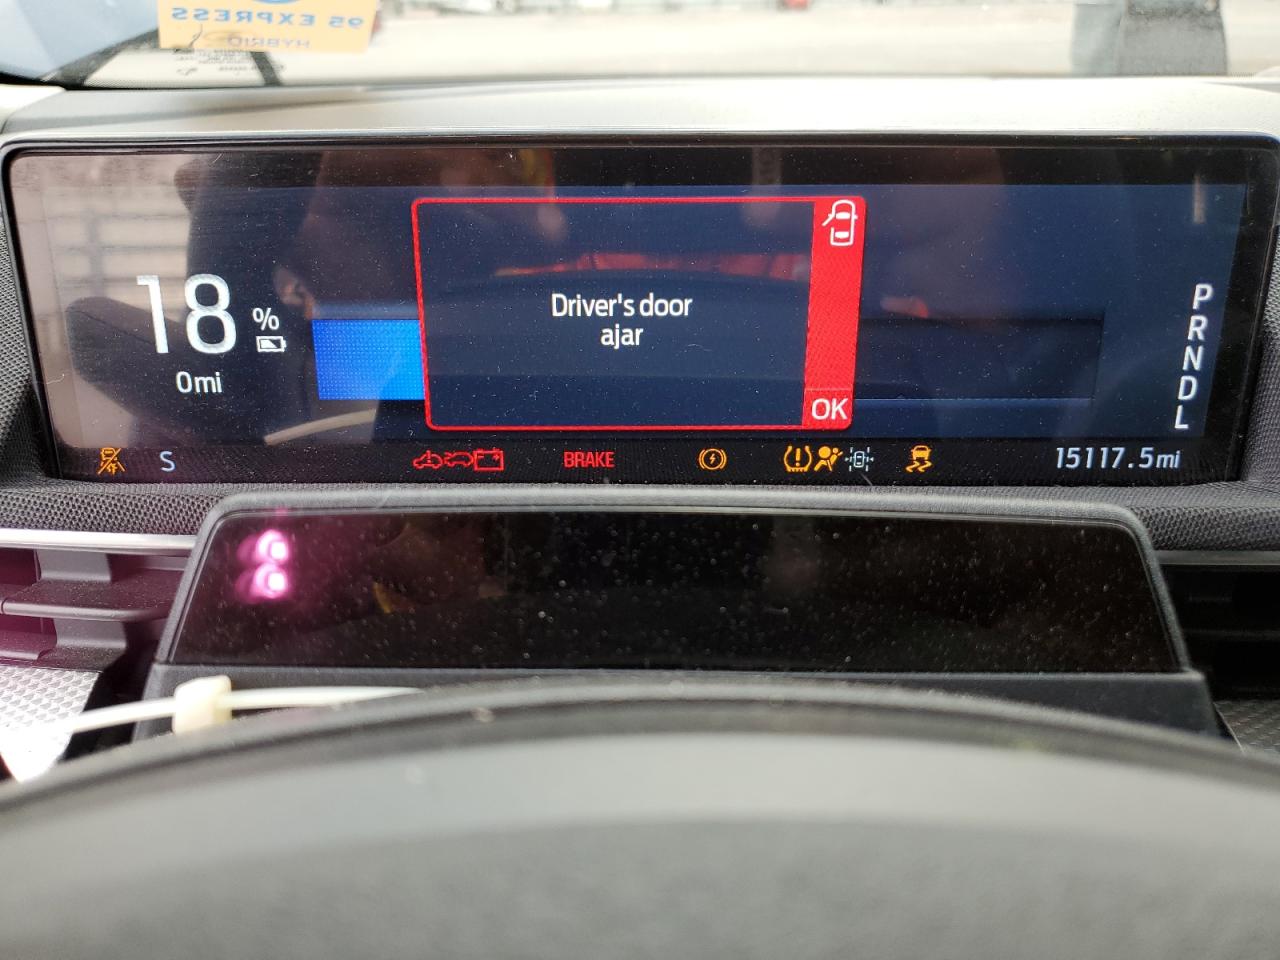 95 EXPRESS
HYBRID
18 %
0mi
Driver's door
ajar
OK
P
R
N
D
L
S
BRAKE
15117.5mi